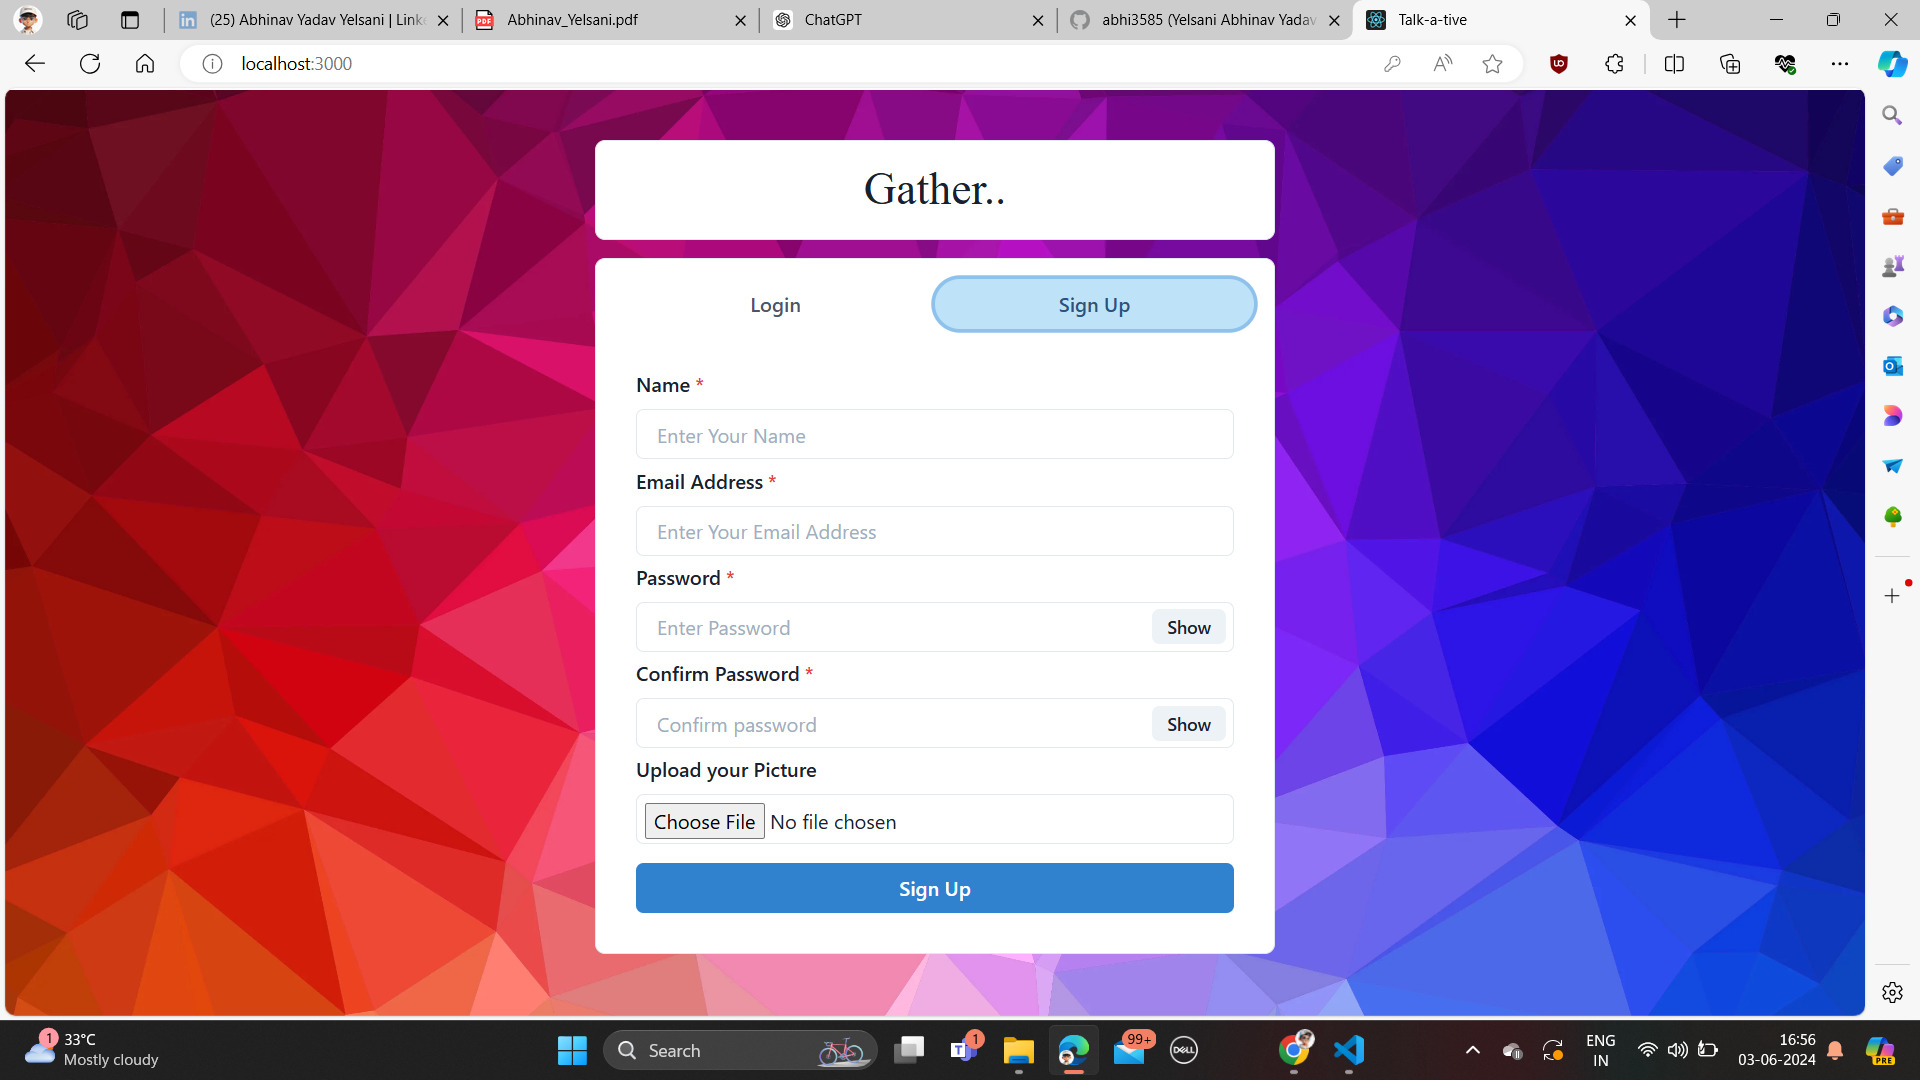 (25) Abhinav Yadav Yelsani | Linke
Abhinav_Yelsani.pdf
ChatGPT
abhi3585 (Yelsani Abhinav Yadav
Talk-a-tive
localhost:3000
Gather..
Login
Sign Up
Name *
Enter Your Name
Email Address *
Enter Your Email Address
Password *
Enter Password
Show
Confirm Password *
Confirm password
Show
Upload your Picture
Choose File No file chosen
Sign Up
1
33°C
Mostly cloudy
Search
1
99+
DELL
ENG
IN
16:56
03-06-2024
PRE